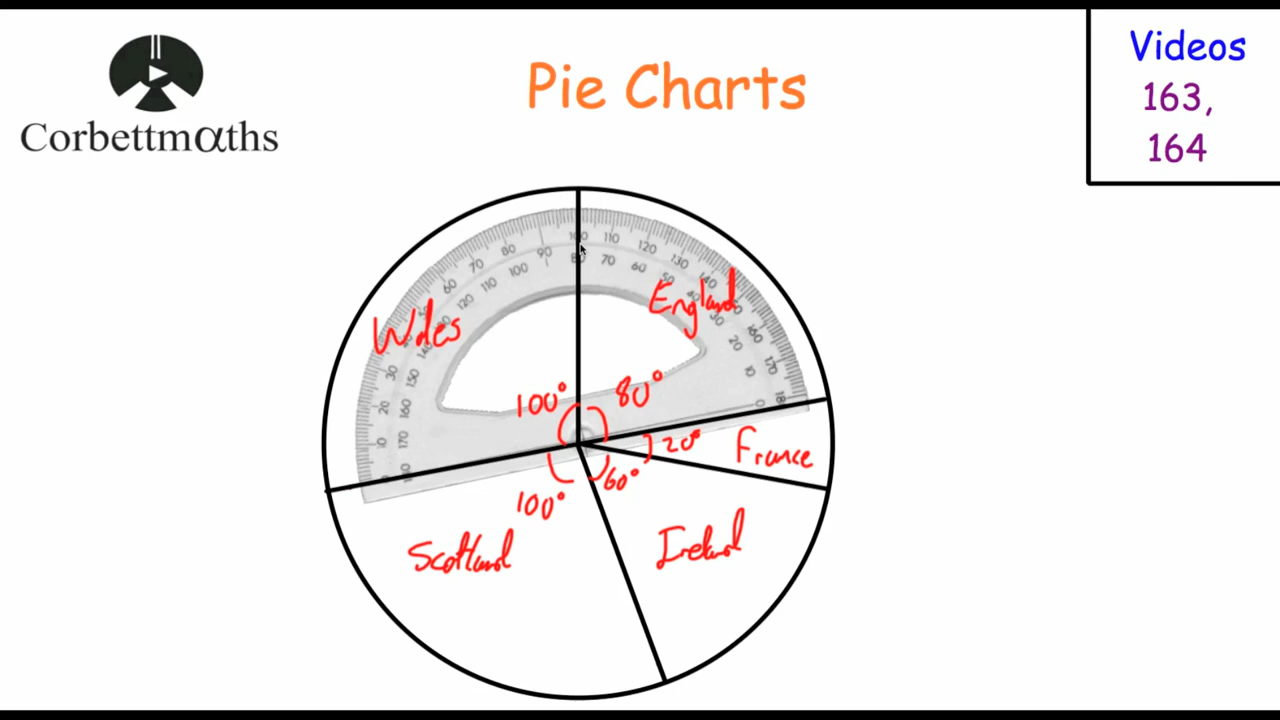 Corbettmαths
Pie Charts
Videos
163,
164
Wales
England
100°
80°
20°
France
60°
100°
Scotland
Ireland